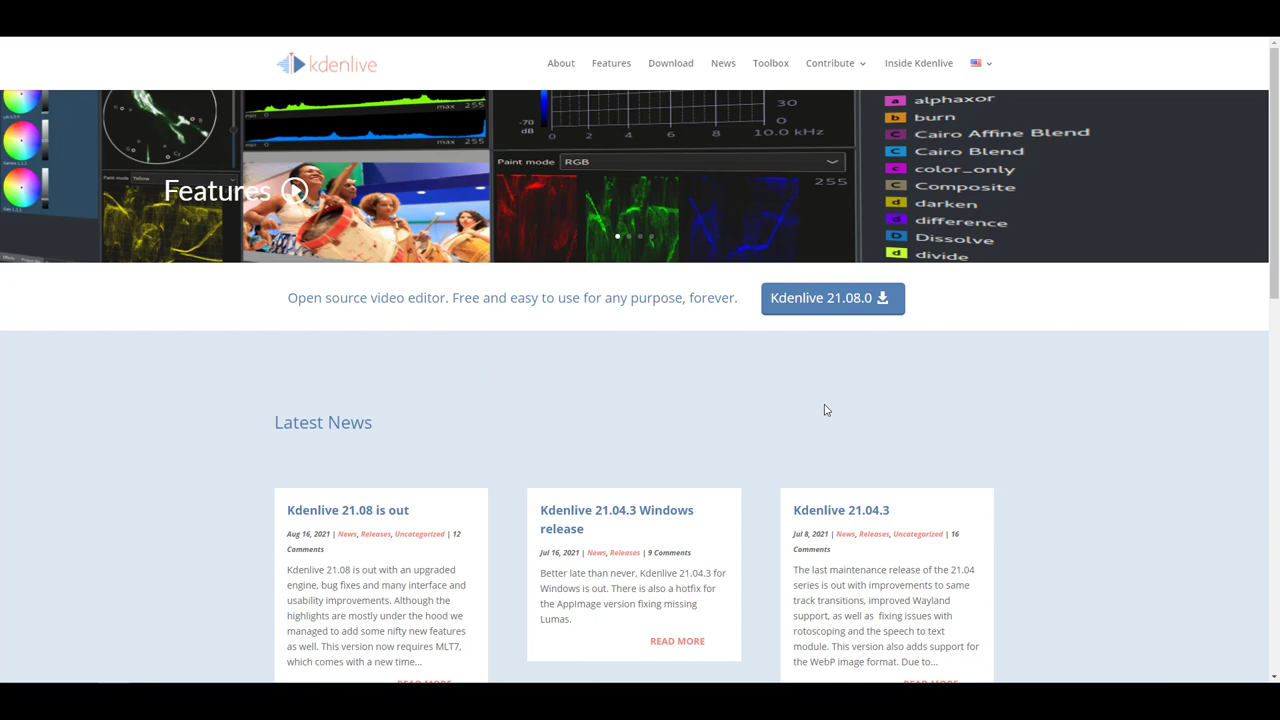 kdenlive
About
Features
Download
News
Toolbox
Contribute
Inside Kdenlive
max 255
max 255
-70
dB
0 2 4 6 8 10.0 kHz
30
0
Paint mode RGB
255
Paint mode Yellow
a alphaxor
b burn
C Cairo Affine Blend
C Cairo Blend
C color_only
C Composite
d darken
d difference
D Dissolve
d divide
Features
Open source video editor. Free and easy to use for any purpose, forever.
Kdenlive 21.08.0
Latest News
Kdenlive 21.08 is out
Aug 16, 2021 | News, Releases, Uncategorized | 12
Comments
Kdenlive 21.08 is out with an upgraded
engine, bug fixes and many interface and
usability improvements. Although the
highlights are mostly under the hood we
managed to add some nifty new features
as well. This version now requires MLT7,
which comes with a new time...
READ MORE
Kdenlive 21.04.3 Windows
release
Jul 16, 2021 | News, Releases | 9 Comments
Better late than never, Kdenlive 21.04.3 for
Windows is out. There is also a hotfix for
the AppImage version fixing missing
Lumas.
READ MORE
Kdenlive 21.04.3
Jul 8, 2021 | News, Releases, Uncategorized | 16
Comments
The last maintenance release of the 21.04
series is out with improvements to same
track transitions, improved Wayland
support, as well as fixing issues with
rotoscoping and the speech to text
module. This version also adds support for
the WebP image format. Due to...
READ MORE